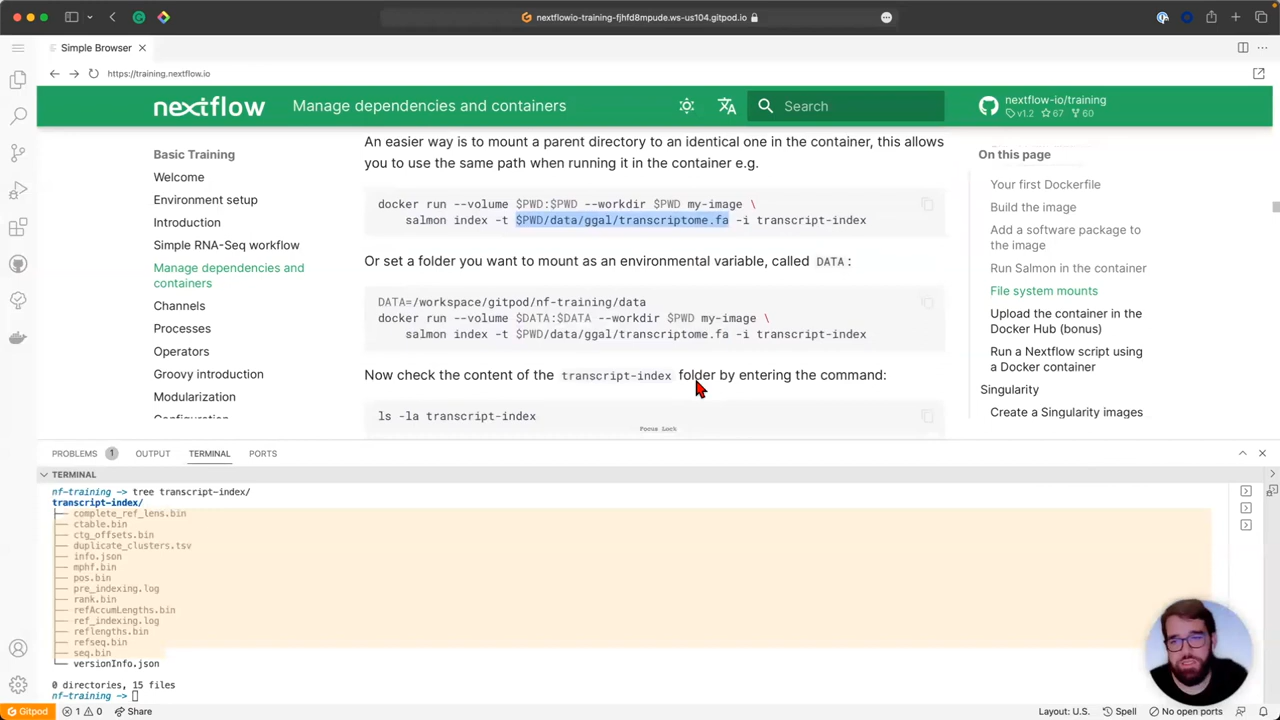 nextflowio-training-fjhfd8mpude.ws-us104.gitpod.io
Simple Browser
https://training.nextflow.io
nextflow
Manage dependencies and containers
Search
nextflow-io/training
v1.2 67 60
Basic Training
Welcome
Environment setup
Introduction
Simple RNA-Seq workflow
Manage dependencies and
containers
Channels
Processes
Operators
Groovy introduction
Modularization
Configuration
An easier way is to mount a parent directory to an identical one in the container, this allows
you to use the same path when running it in the container e.g.
docker run --volume $PWD:$PWD --workdir $PWD my-image \
salmon index -t $PWD/data/ggal/transcriptome.fa -i transcript-index
Or set a folder you want to mount as an environmental variable, called DATA:
DATA=/workspace/gitpod/nf-training/data
docker run --volume $DATA:$DATA --workdir $PWD my-image \
salmon index -t $PWD/data/ggal/transcriptome.fa -i transcript-index
Now check the content of the transcript-index folder by entering the command:
ls -la transcript-index
Focus Lock
On this page
Your first Dockerfile
Build the image
Add a software package to
the image
Run Salmon in the container
File system mounts
Upload the container in the
Docker Hub (bonus)
Run a Nextflow script using
a Docker container
Singularity
Create a Singularity images
PROBLEMS 1 OUTPUT TERMINAL PORTS
TERMINAL
nf-training -> tree transcript-index/
transcript-index/
├── complete_ref_lens.bin
├── ctable.bin
├── ctg_offsets.bin
├── duplicate_clusters.tsv
├── info.json
├── mphf.bin
├── pos.bin
├── pre_indexing.log
├── rank.bin
├── refAccumLengths.bin
├── ref_indexing.log
├── reflengths.bin
├── refseq.bin
├── seq.bin
└── versionInfo.json
0 directories, 15 files
nf-training ->
Gitpod 1 0 Share Layout: U.S. Spell No open ports